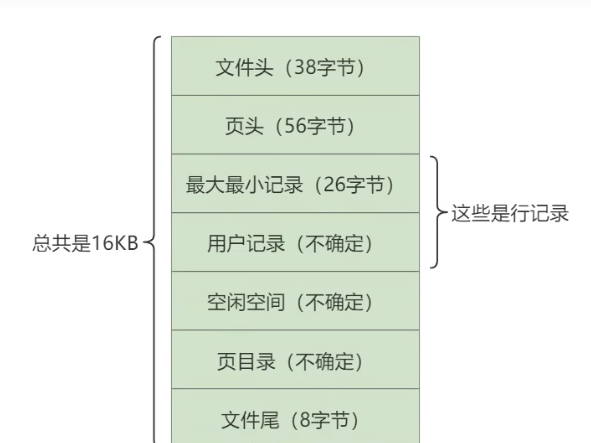 文件头（38字节）
页头（56字节）
最大最小记录（26字节）
这些是行记录
总共是16KB
用户记录（不确定）
空闲空间（不确定）
页目录（不确定）
文件尾（8字节）